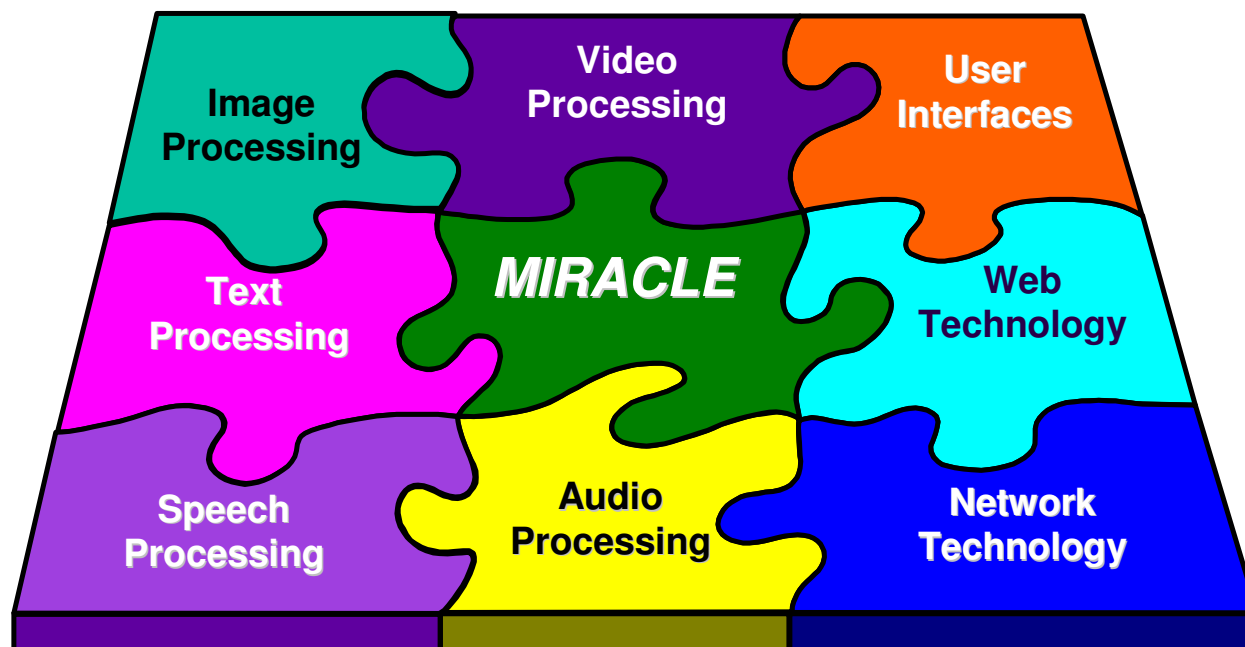 Image
Processing
Video
Processing
User
Interfaces
Text
Processing
MIRACLE
Web
Technology
Speech
Processing
Audio
Processing
Network
Technology